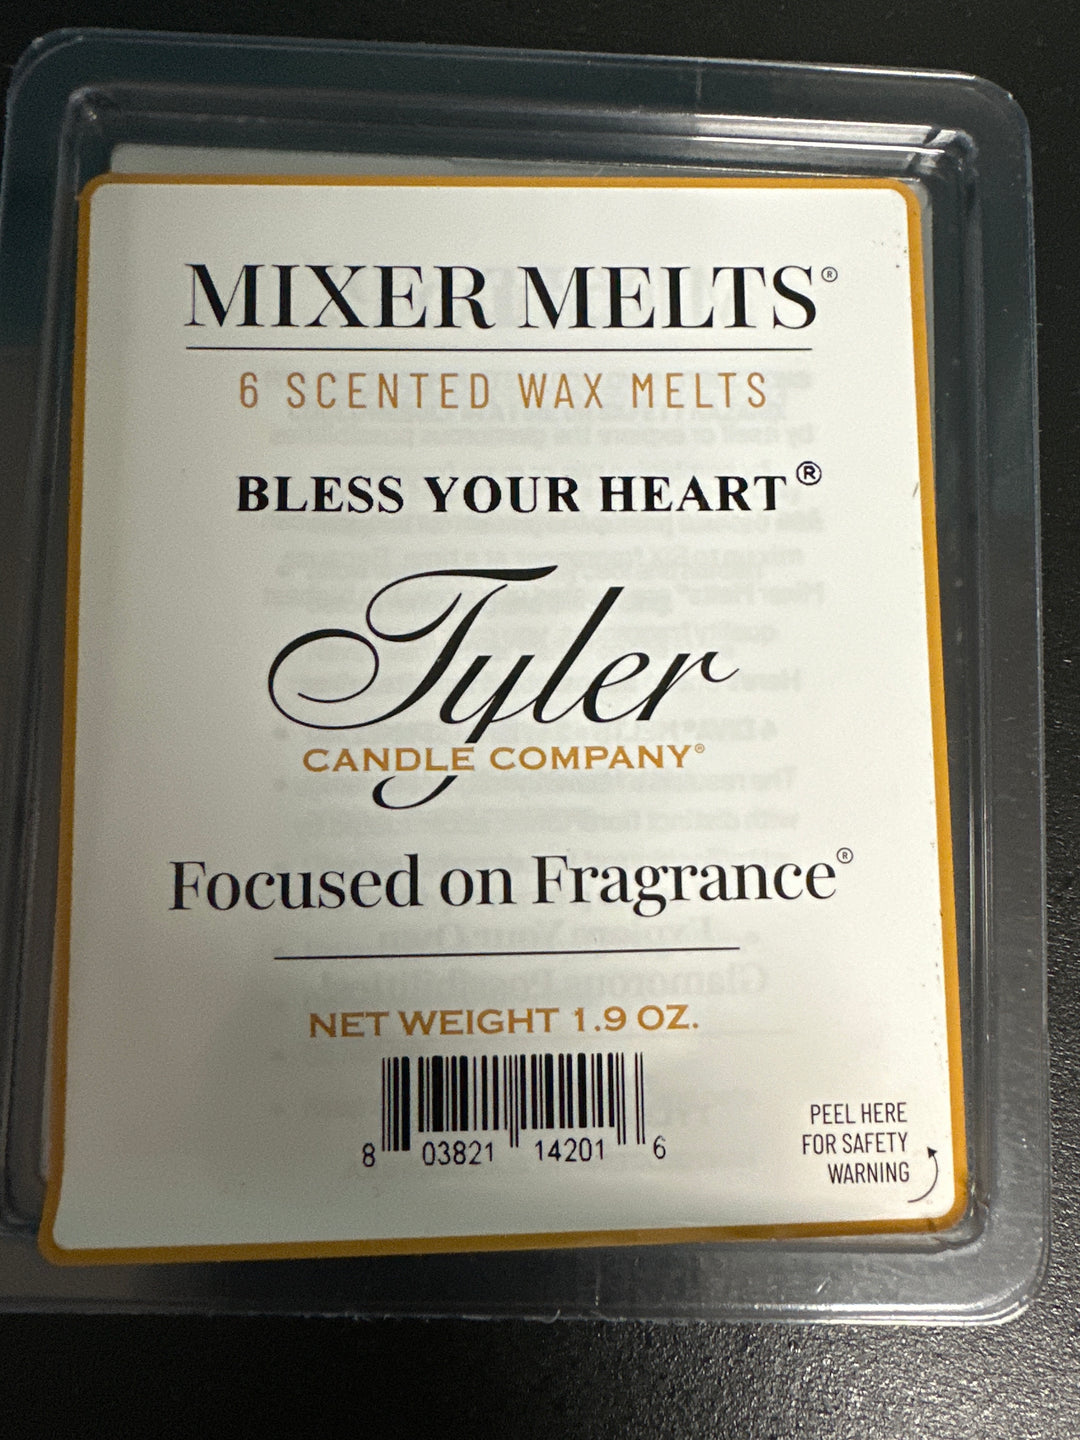 MIXER MELTS®
6 SCENTED WAX MELTS
BLESS YOUR HEART®
Tyler
CANDLE COMPANY®
Focused on Fragrance®
NET WEIGHT 1.9 OZ.
8 03821 14201 6
PEEL HERE
FOR SAFETY
WARNING